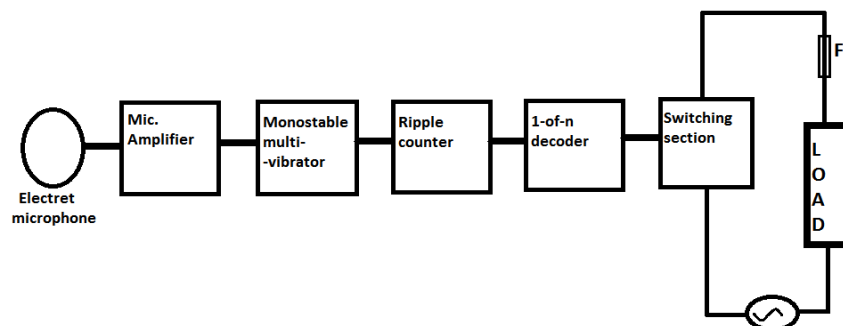 Electret
microphone
Mic.
Amplifier
Monostable
multi-
-vibrator
Ripple
counter
1-of-n
decoder
Switching
section
F
L
O
A
D